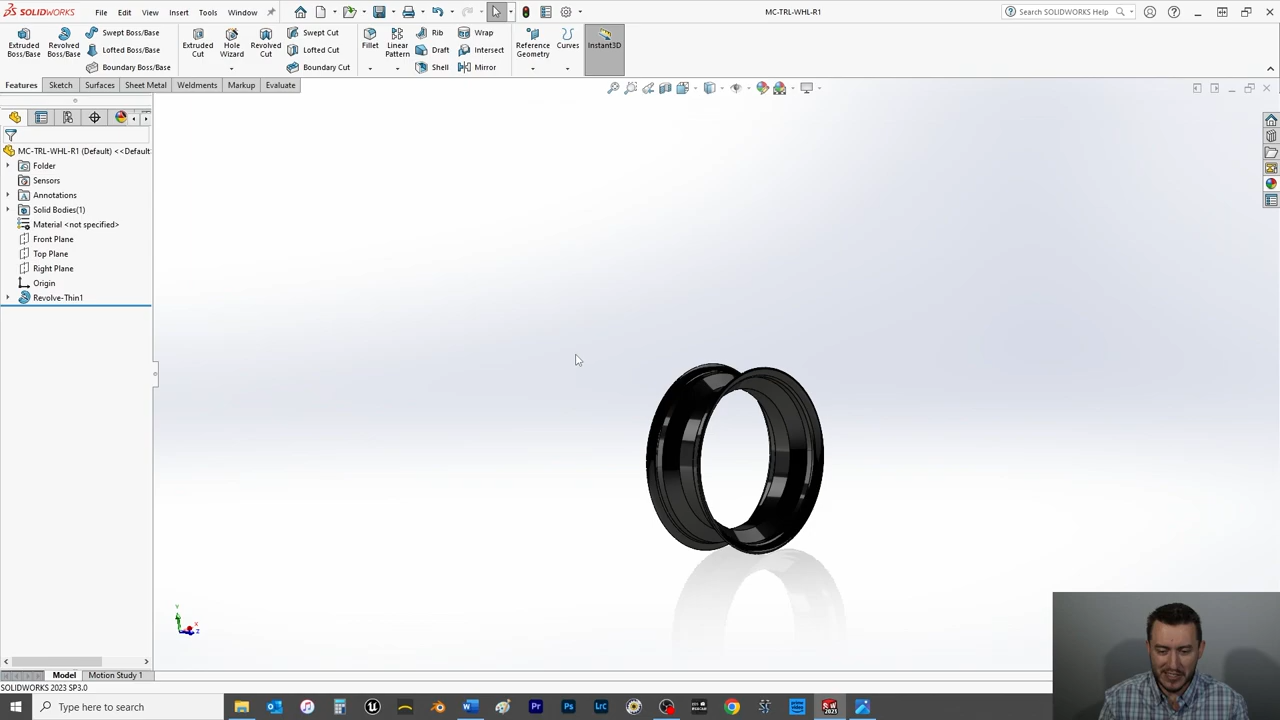 SOLIDWORKS
File
Edit
View
Insert
Tools
Window
MC-TRL-WHL-R1
Search SOLIDWORKS Help
Extruded Boss/Base
Revolved Boss/Base
Swept Boss/Base
Lofted Boss/Base
Boundary Boss/Base
Extruded Cut
Hole Wizard
Revolved Cut
Swept Cut
Lofted Cut
Boundary Cut
Fillet
Linear Pattern
Rib
Draft
Shell
Wrap
Intersect
Mirror
Reference Geometry
Curves
Instant3D
Features
Sketch
Surfaces
Sheet Metal
Weldments
Markup
Evaluate
MC-TRL-WHL-R1 (Default) <<Default
Folder
Sensors
Annotations
Solid Bodies(1)
Material <not specified>
Front Plane
Top Plane
Right Plane
Origin
Revolve-Thin1
Y
X
Z
Model
Motion Study 1
SOLIDWORKS 2023 SP3.0
Type here to search
Pr
Ps
Lrc